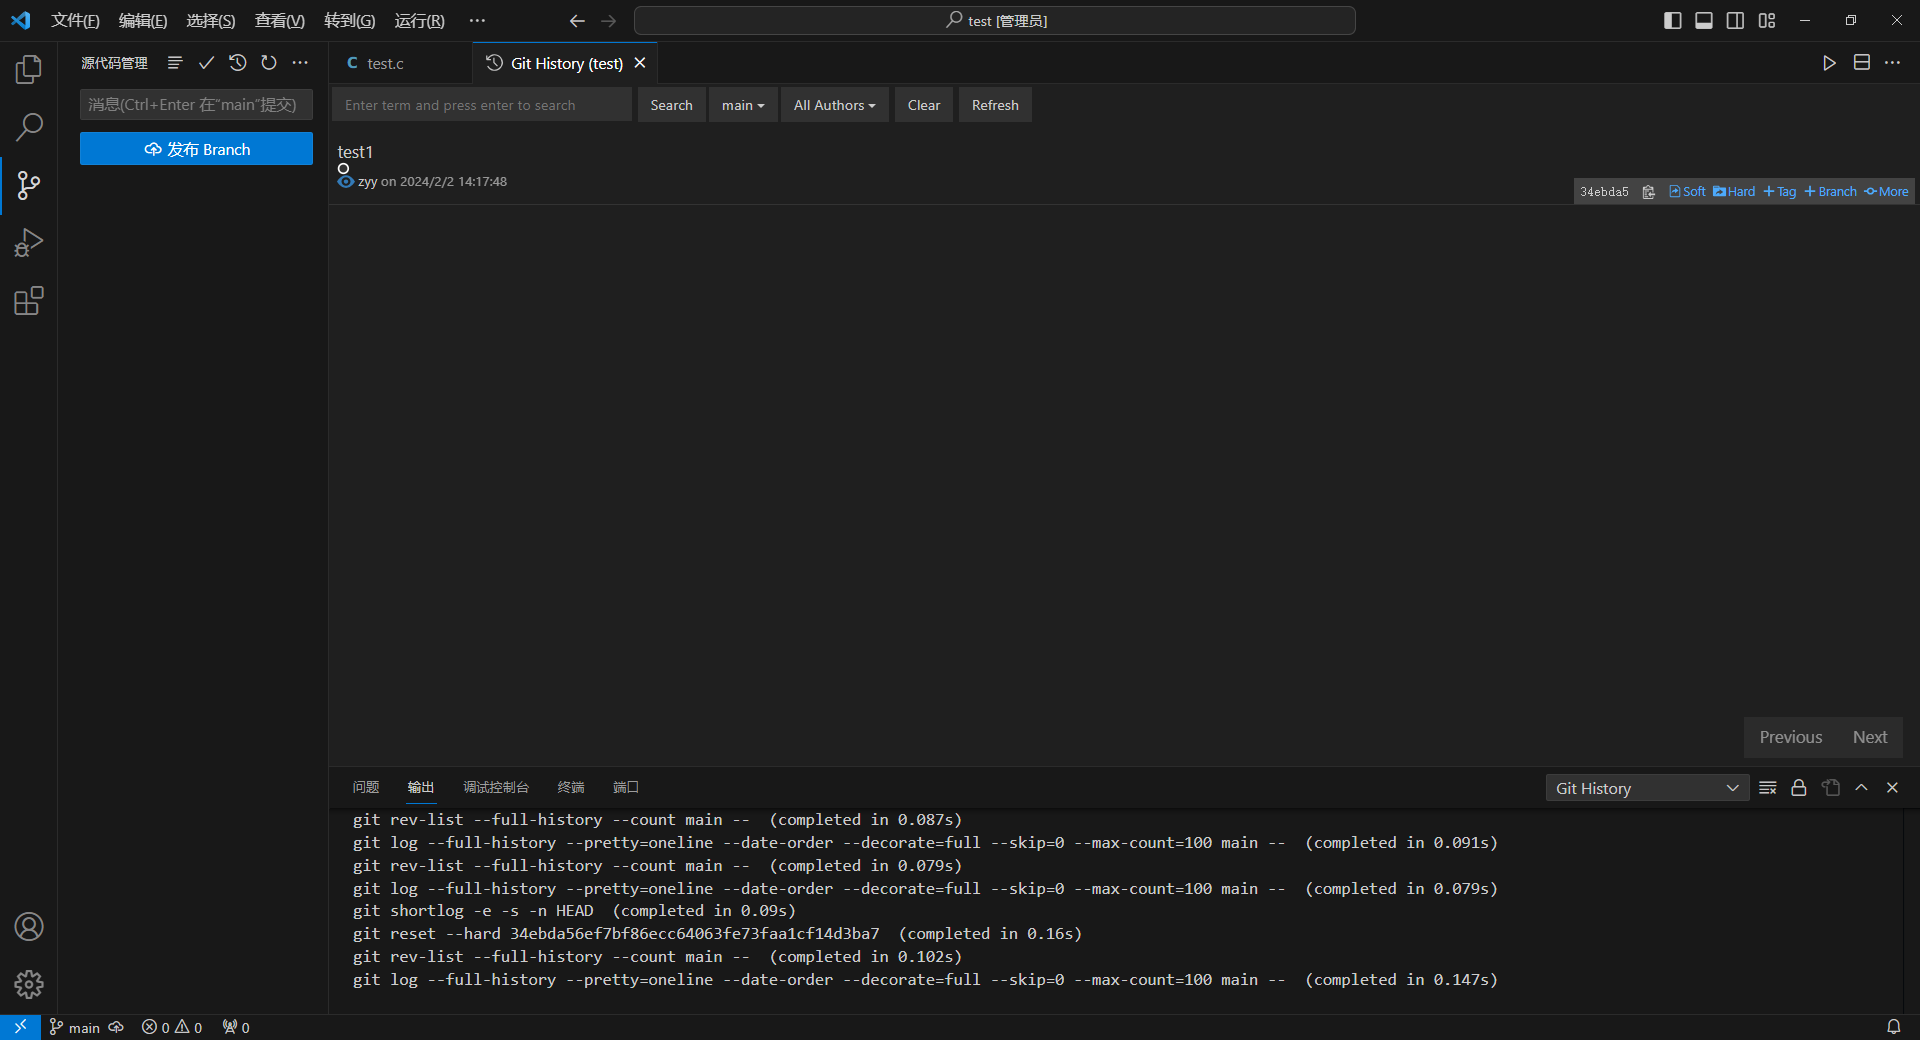 文件(F) 编辑(E) 选择(S) 查看(V) 转到(G) 运行(R) ··· test [管理员]
源代码管理
test.c
Git History (test)
消息(Ctrl+Enter 在“main”提交)
Enter term and press enter to search
Search
main
All Authors
Clear
Refresh
发布 Branch
test1
zyy on 2024/2/2 14:17:48
34ebda5 Soft Hard Tag Branch More
Previous Next
问题 输出 调试控制台 终端 端口
Git History
git rev-list --full-history --count main --  (completed in 0.087s)
git log --full-history --pretty=oneline --date-order --decorate=full --skip=0 --max-count=100 main --  (completed in 0.091s)
git rev-list --full-history --count main --  (completed in 0.079s)
git log --full-history --pretty=oneline --date-order --decorate=full --skip=0 --max-count=100 main --  (completed in 0.079s)
git shortlog -e -s -n HEAD  (completed in 0.09s)
git reset --hard 34ebda56ef7bf86ecc64063fe73faa1cf14d3ba7  (completed in 0.16s)
git rev-list --full-history --count main --  (completed in 0.102s)
git log --full-history --pretty=oneline --date-order --decorate=full --skip=0 --max-count=100 main --  (completed in 0.147s)
main 0 0 0